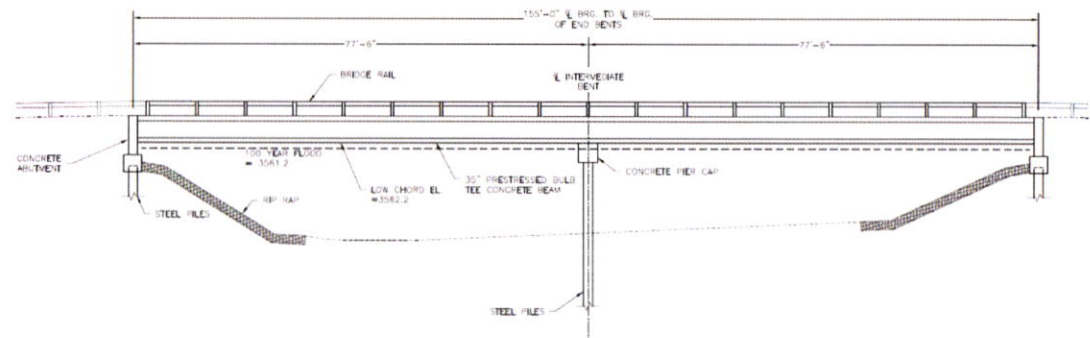 155'-0" ℄ BRG. TO ℄ BRG.
OF END BENTS
77'-6"
77'-6"
BRIDGE RAIL
℄ INTERMEDIATE
BENT
CONCRETE
ABUTMENT
100 YEAR FLOOD
= 3561.2
CONCRETE PIER CAP
LOW CHORD EL.
=3562.2
35" PRESTRESSED BULB
TEE CONCRETE BEAM
STEEL PILES
RIP RAP
STEEL PILES